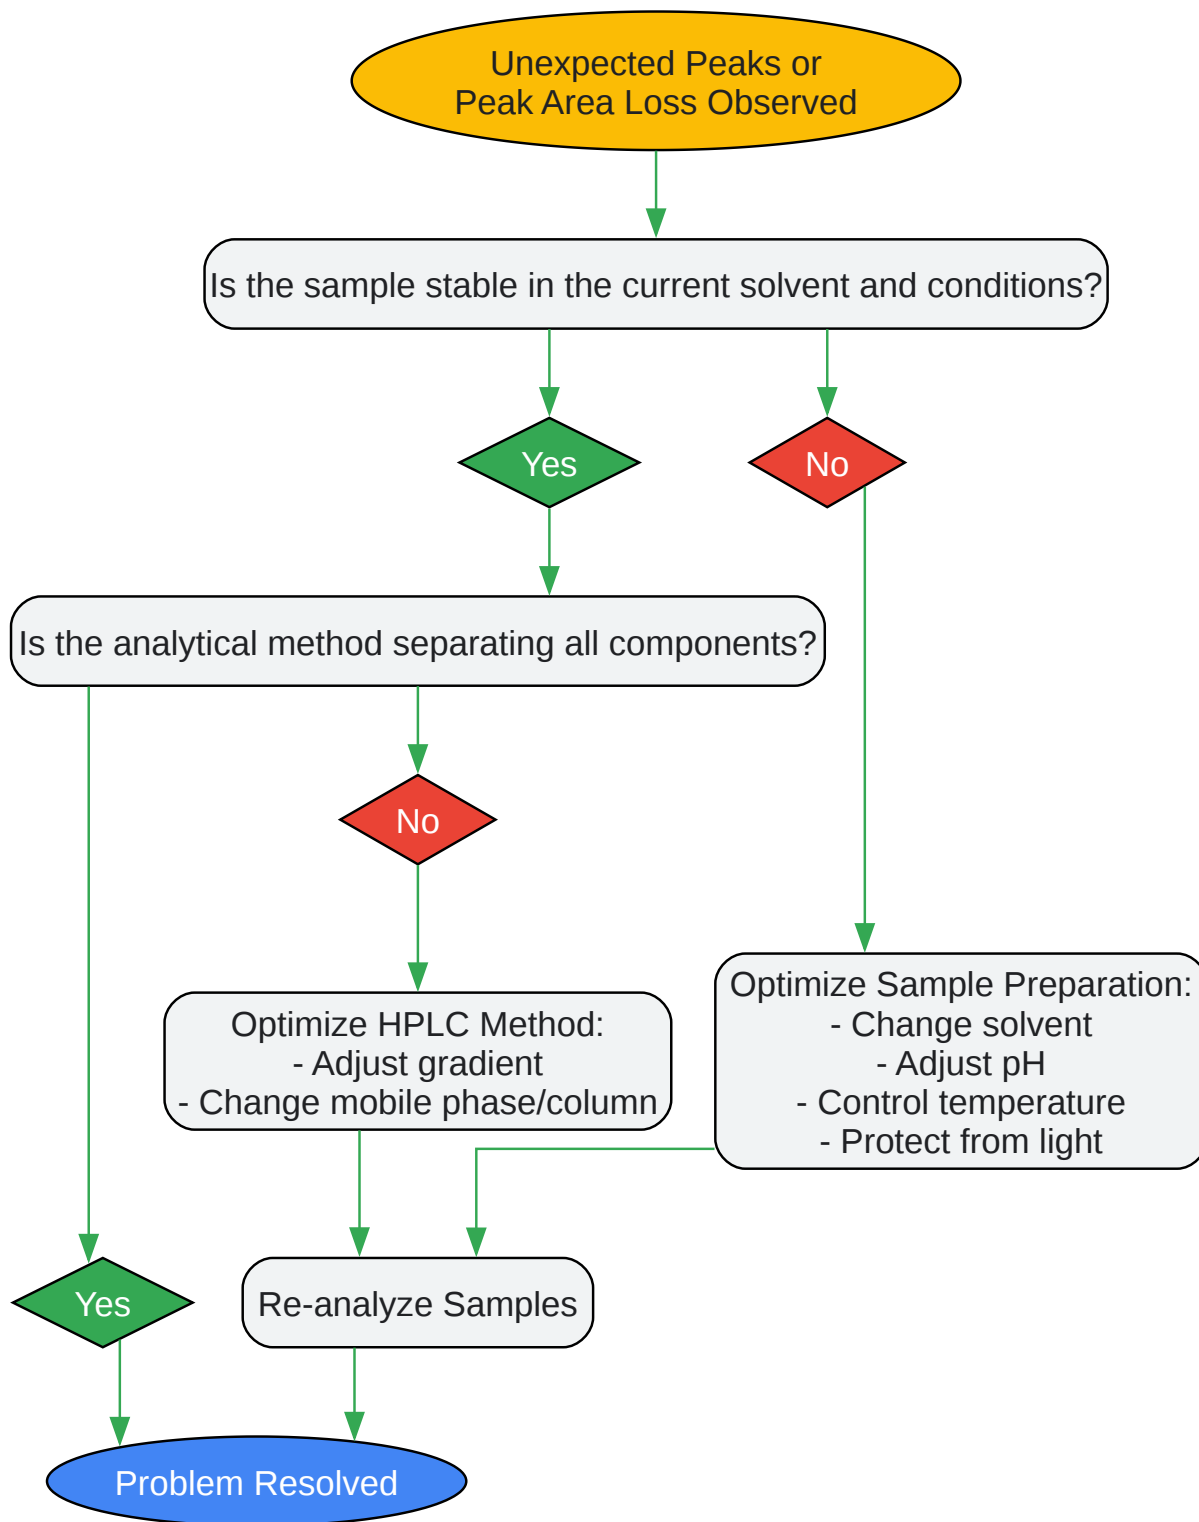 Unexpected Peaks or
Peak Area Loss Observed
Is the sample stable in the current solvent and conditions?
Yes
No
Is the analytical method separating all components?
No
Optimize HPLC Method:
- Adjust gradient
- Change mobile phase/column
Optimize Sample Preparation:
- Change solvent
- Adjust pH
- Control temperature
- Protect from light
Yes
Re-analyze Samples
Problem Resolved